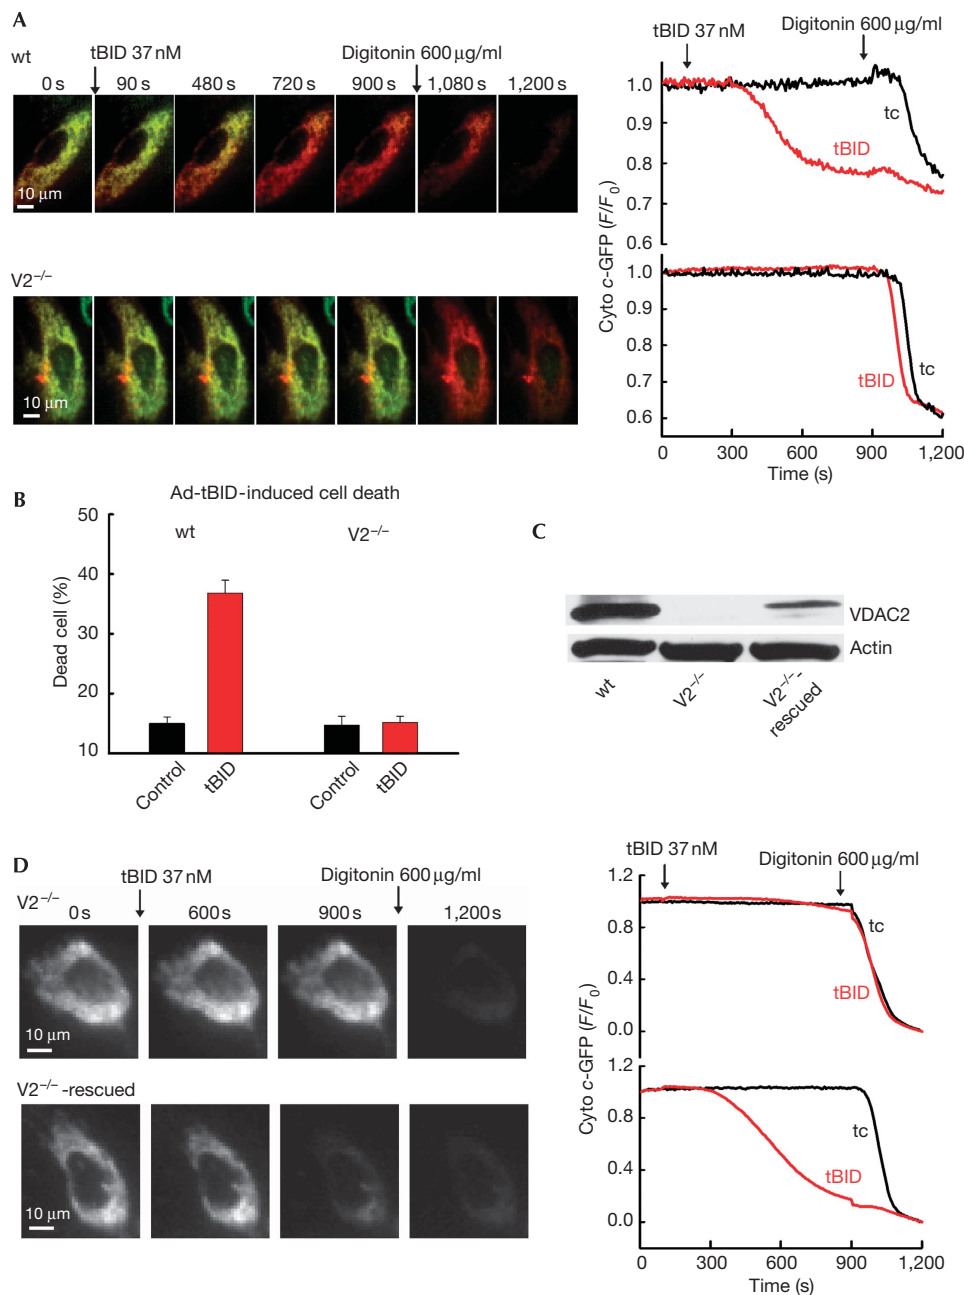 A
wt
tBID 37 nM
Digitonin 600 µg/ml
0 s 90 s 480 s 720 s 900 s 1,080 s 1,200 s
10 µm
V2−/−
10 µm
tBID 37 nM
Digitonin 600 µg/ml
1.0
0.9
0.8
0.7
0.6
tc
tBID
1.0
0.9
0.8
0.7
0.6
tBID
tc
Cyto c-GFP (F/F0)
0 300 600 900 1,200
Time (s)
B
Ad-tBID-induced cell death
50
40
30
20
10
wt
V2−/−
Dead cell (%)
Control tBID Control tBID
C
VDAC2
Actin
wt
V2−/−
V2−/−-
rescued
D
tBID 37 nM
Digitonin 600 µg/ml
V2−/−
0 s 600 s 900 s 1,200 s
10 µm
V2−/−-rescued
10 µm
tBID 37 nM
Digitonin 600 µg/ml
1.2
0.8
0.4
0.0
tc
tBID
1.2
0.8
0.4
0.0
tc
tBID
Cyto c-GFP (F/F0)
0 300 600 900 1,200
Time (s)